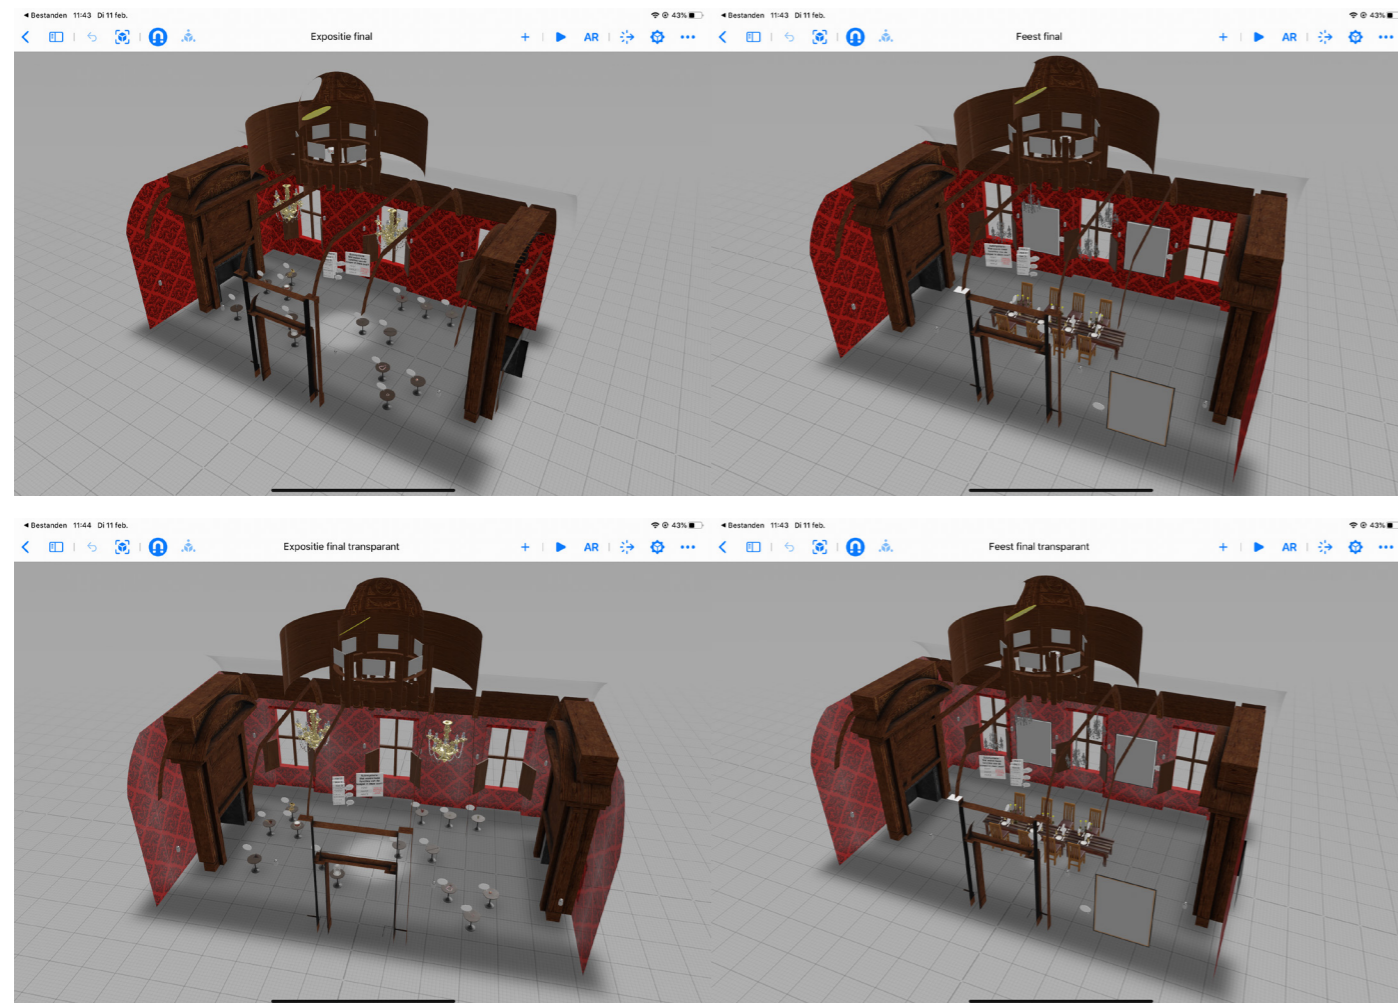 ◀ Bestanden 11:43 Di 11 feb. 43%
Expositie final
AR
◀ Bestanden 11:43 Di 11 feb. 43%
Feest final
AR
◀ Bestanden 11:44 Di 11 feb. 43%
Expositie final transparant
AR
◀ Bestanden 11:43 Di 11 feb. 43%
Feest final transparant
AR